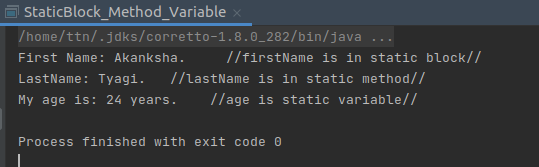 StaticBlock_Method_Variable ×
/home/ttn/.jdks/corretto-1.8.0_282/bin/java ...
First Name: Akanksha.      //firstName is in static block//
LastName: Tyagi.   //lastName is in static method//
My age is: 24 years.     //age is static variable//
Process finished with exit code 0